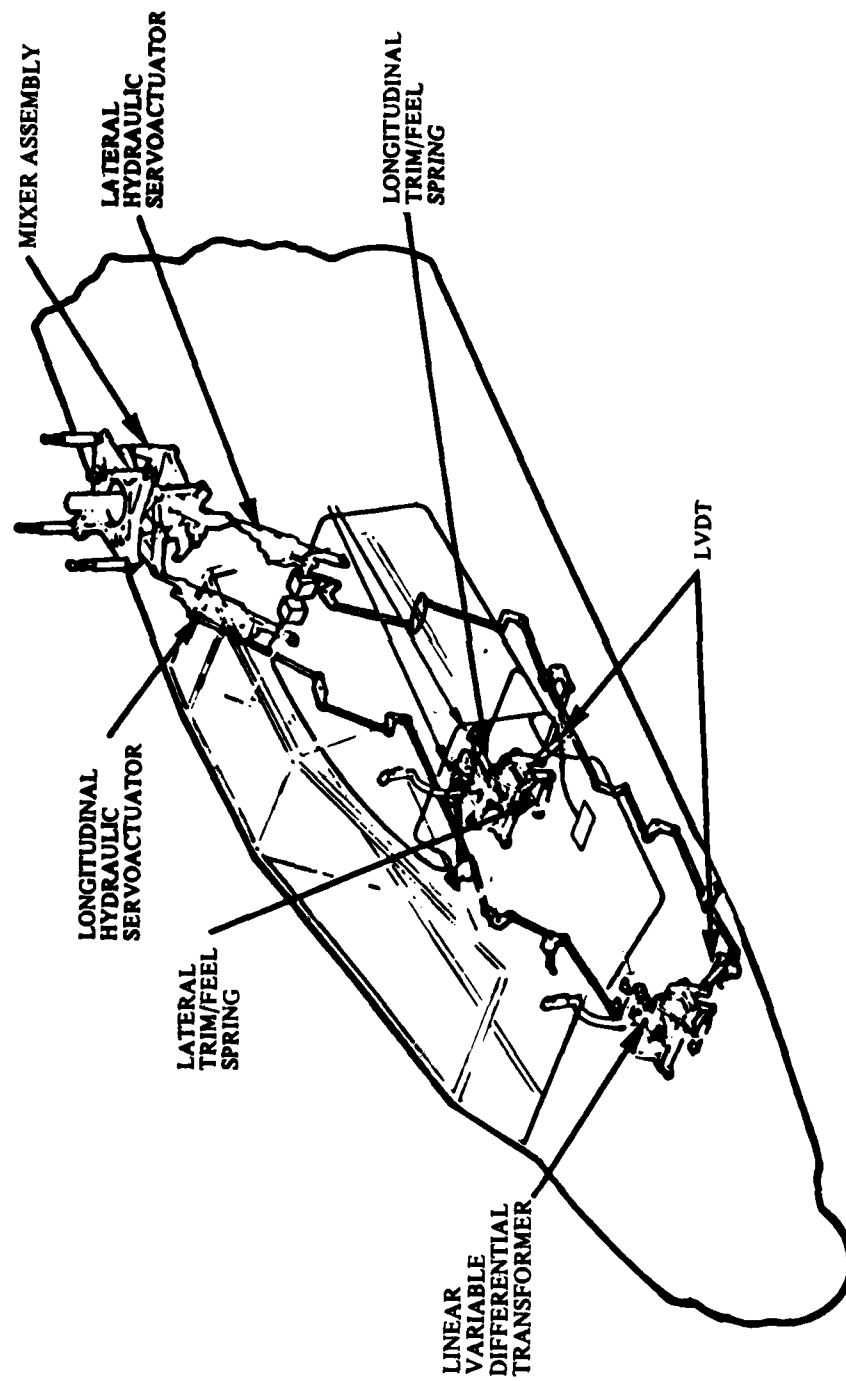 MIXER ASSEMBLY
LATERAL
HYDRAULIC
SERVOACTUATOR
LONGITUDINAL
TRIM/FEEL
SPRING
LVDT
LONGITUDINAL
HYDRAULIC
SERVOACTUATOR
LATERAL
TRIM/FEEL
SPRING
LINEAR
VARIABLE
DIFFERENTIAL
TRANSFORMER